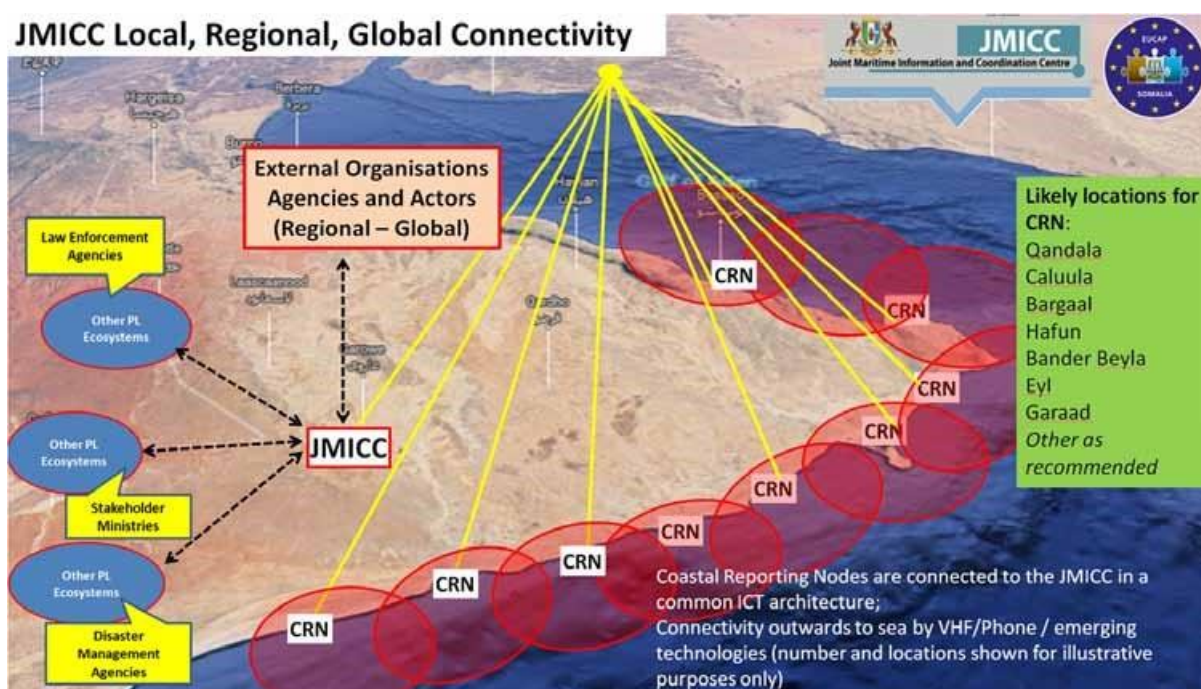 JMICC Local, Regional, Global Connectivity
Joint Maritime Information and Coordination Centre
JMICC
EUCAP
SOMALIA
Hargeisa
Berbera
External Organisations
Agencies and Actors
(Regional – Global)
Law Enforcement
Agencies
Other PL
Ecosystems
Other PL
Ecosystems
Stakeholder
Ministries
Other PL
Ecosystems
Disaster
Management
Agencies
JMICC
CRN
CRN
CRN
CRN
CRN
CRN
CRN
CRN
CRN
Likely locations for
CRN:
Qandala
Caluula
Bargaal
Hafun
Bander Beyla
Eyl
Garaad
Other as
recommended
Coastal Reporting Nodes are connected to the JMICC in a
common ICT architecture;
Connectivity outwards to sea by VHF/Phone / emerging
technologies (number and locations shown for illustrative
purposes only)